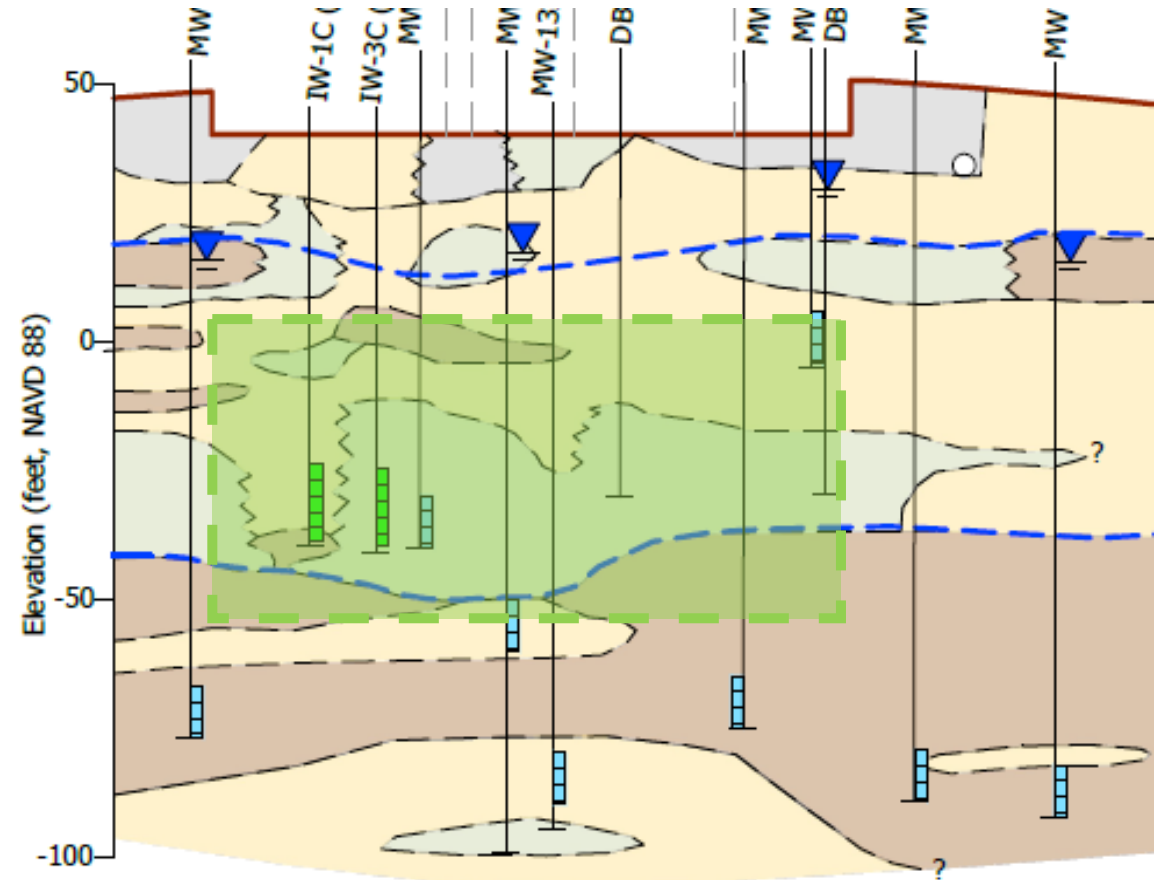 MW
IW-1C (
IW-3C (
MW
MW
MW-13
DB
MW
MW
DB
MW
MW
50
0
-50
-100
Elevation (feet, NAVD 88)
?
?